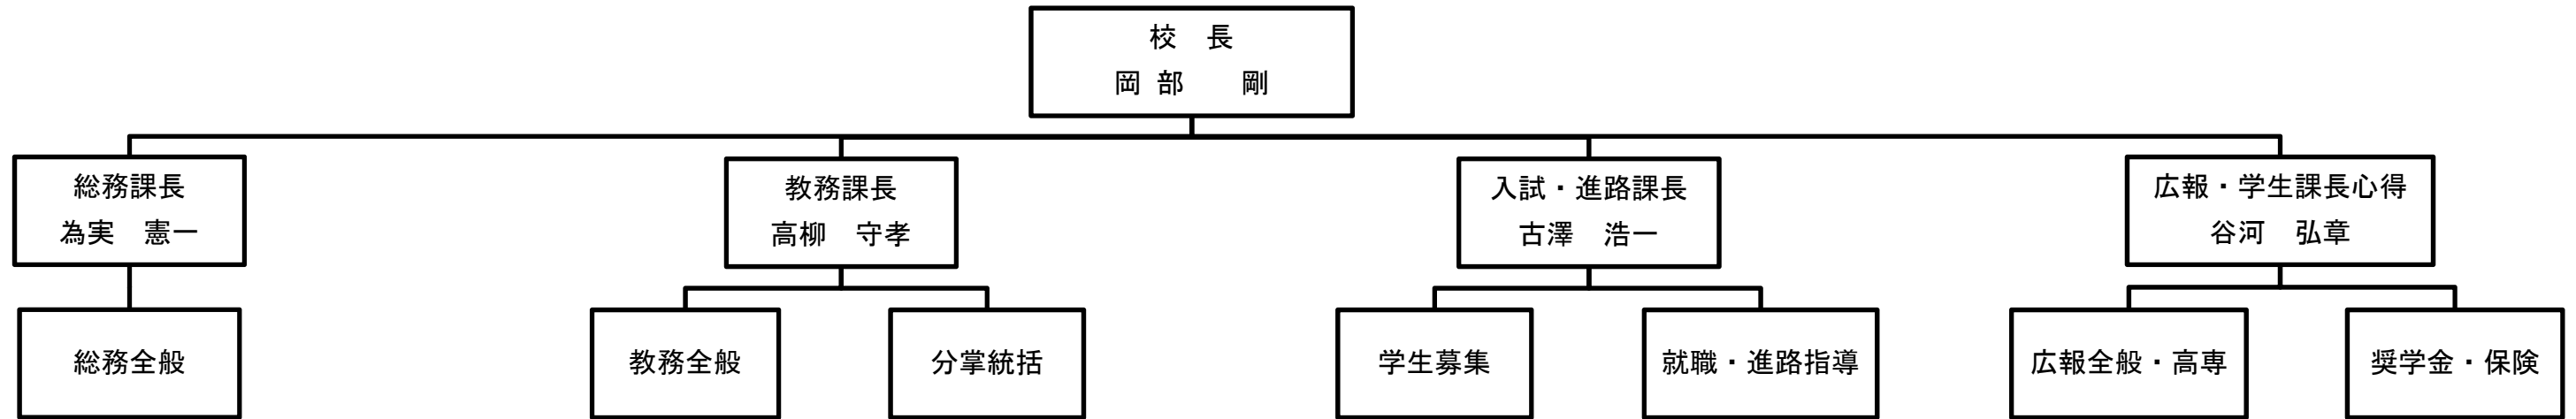 校　長
岡 部　　剛
総務課長
為実　憲一
教務課長
高柳　守孝
入試・進路課長
古澤　浩一
広報・学生課長心得
谷河　弘章
総務全般
教務全般
分掌統括
学生募集
就職・進路指導
広報全般・高専
奨学金・保険